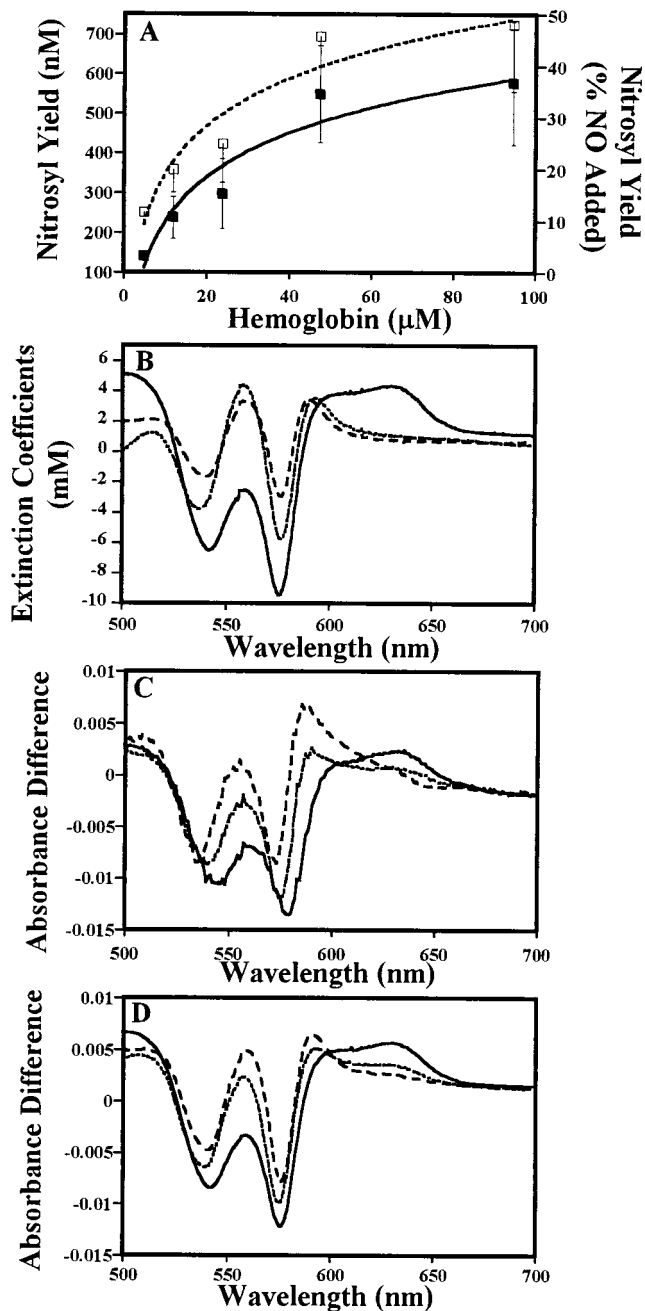 A
Nitrosyl Yield (nM)
700
600
500
400
300
200
100
50
40
30
20
10
0
Nitrosyl Yield
(% NO Added)
0 20 40 60 80 100
Hemoglobin (μM)
B
Extinction Coefficients
(mM)
6
4
2
0
-2
-4
-6
-8
-10
500 550 600 650 700
Wavelength (nm)
C
Absorbance Difference
0.01
0.005
0
-0.005
-0.01
-0.015
500 550 600 650 700
Wavelength (nm)
D
Absorbance Difference
0.01
0.005
0
-0.005
-0.01
-0.015
500 550 600 650 700
Wavelength (nm)